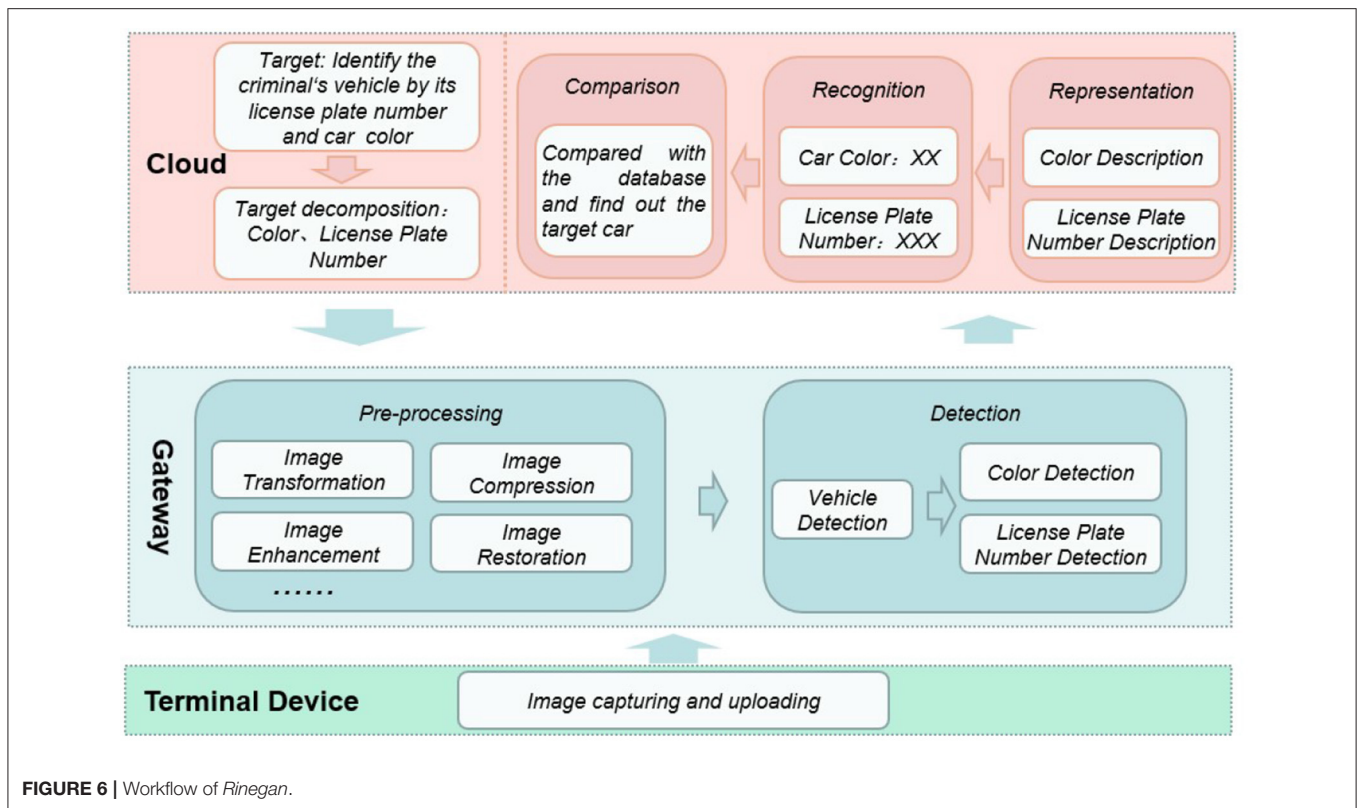 Cloud
Target: Identify the
criminal‘s vehicle by its
license plate number
and car color
Target decomposition：
Color、License Plate
Number
Comparison
Compared with
the database
and find out the
target car
Recognition
Car Color：XX
License Plate
Number：XXX
Representation
Color Description
License Plate
Number Description
Gateway
Pre-processing
Image
Transformation
Image
Compression
Image
Enhancement
Image
Restoration
......
Detection
Vehicle
Detection
Color Detection
License Plate
Number Detection
Terminal Device
Image capturing and uploading
FIGURE 6 | Workflow of Rinegan.